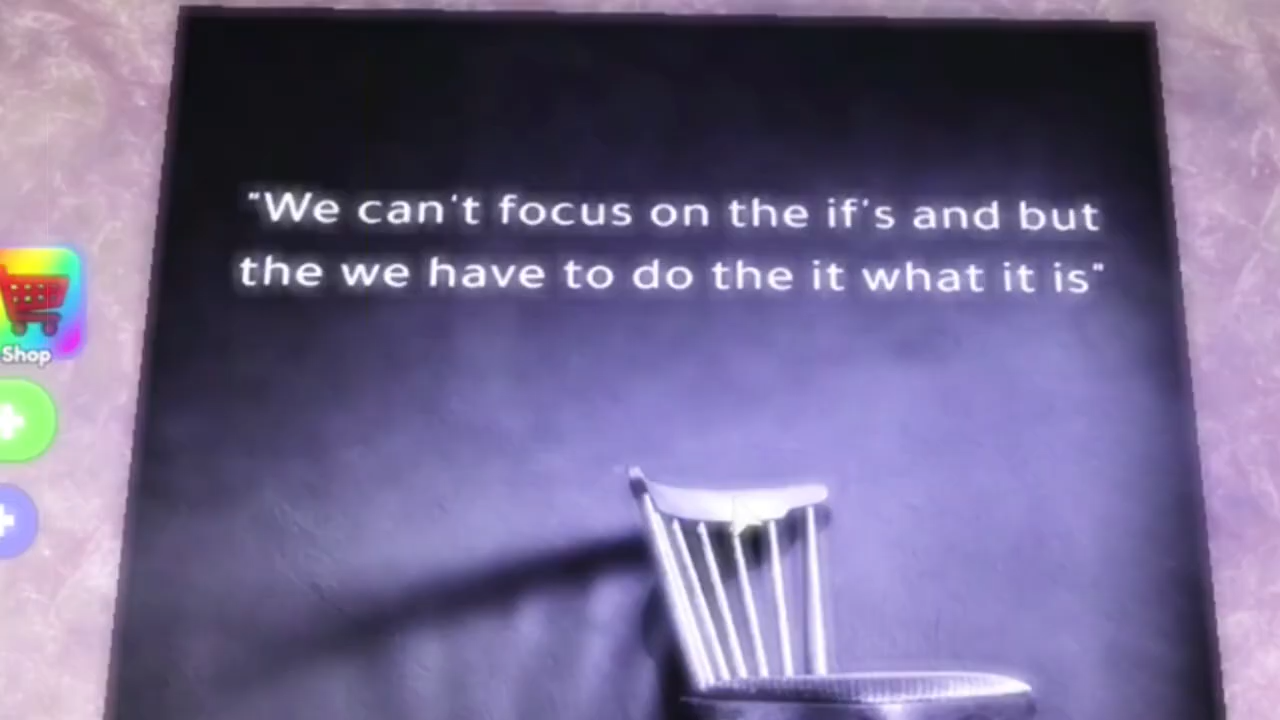 "We can't focus on the if's and but
the we have to do the it what it is"
Shop